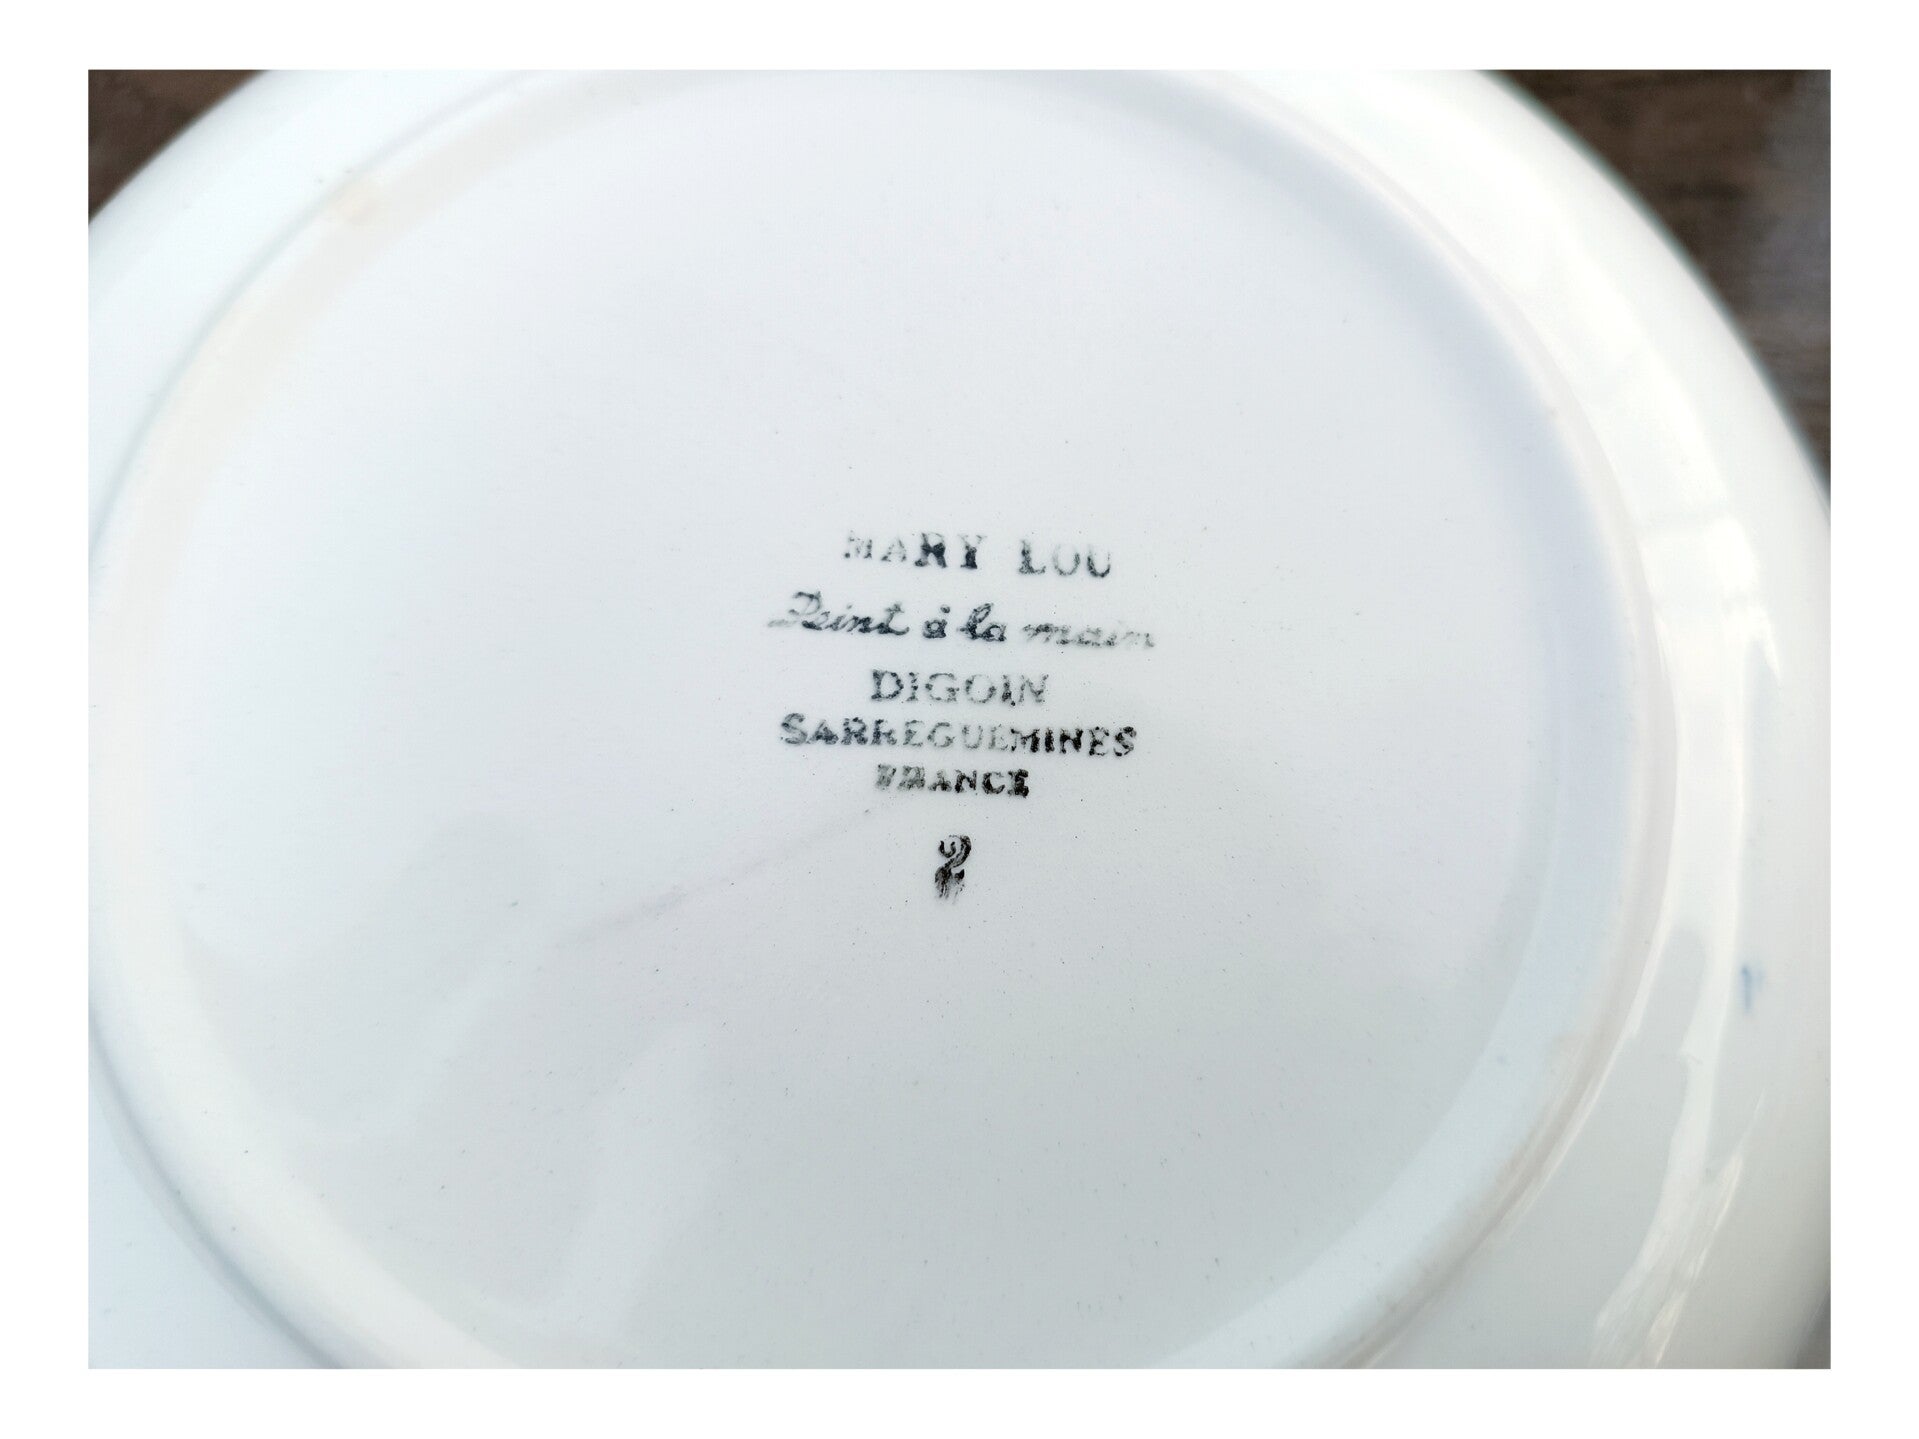 MARY LOU
Peint à la main
DIGOIN
SARREGUEMINES
FRANCE
2